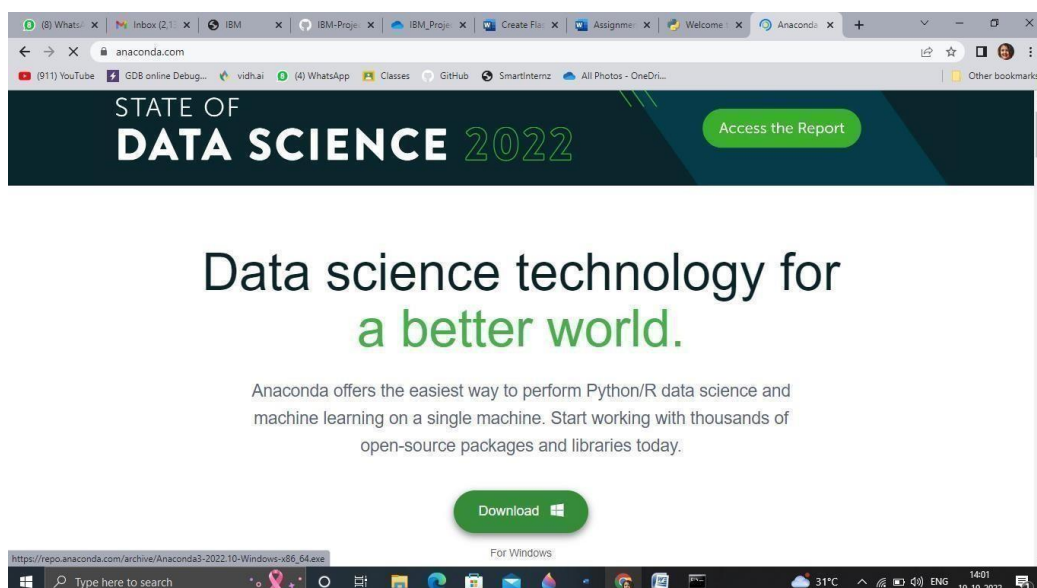 (8) Whats
Inbox (2,1
IBM
IBM-Proje
IBM_Proje
Create Fla
Assignmer
Welcome
Anaconda
anaconda.com
(911) YouTube
GDB online Debug...
vidhai
(4) WhatsApp
Classes
GitHub
SmartInternz
All Photos - OneDri...
Other bookmarks
STATE OF
DATA SCIENCE 2022
Access the Report
Data science technology for
a better world.
Anaconda offers the easiest way to perform Python/R data science and
machine learning on a single machine. Start working with thousands of
open-source packages and libraries today.
Download
For Windows
https://repo.anaconda.com/archive/Anaconda3-2022.10-Windows-x86_64.exe
Type here to search
31°C
ENG
14:01